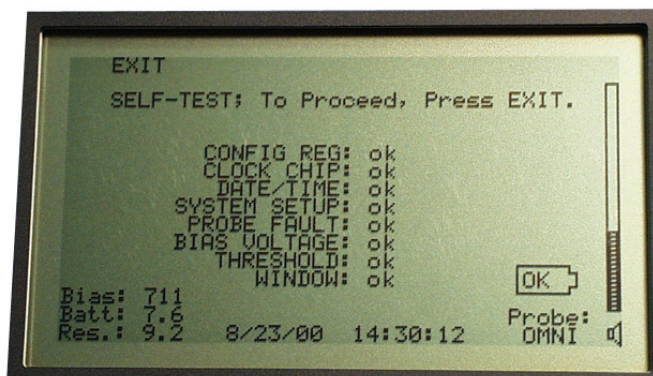 EXIT
SELF-TEST; To Proceed, Press EXIT.
CONFIG REG: ok
CLOCK CHIP: ok
DATE/TIME: ok
SYSTEM SETUP: ok
PROBE FAULT: ok
BIAS VOLTAGE: ok
THRESHOLD: ok
WINDOW: ok
OK
Bias: 711
Batt: 7.6
Probe:
Res.: 9.2 8/23/00 14:30:12 OMNI